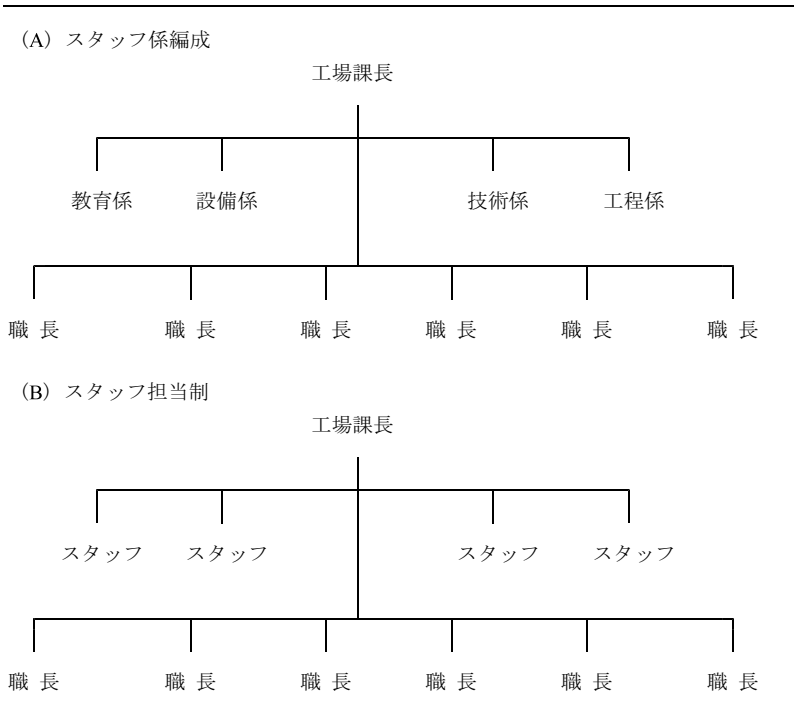 (A) スタッフ係編成
工場課長
教育係 設備係 技術係 工程係
職 長 職 長 職 長 職 長 職 長 職 長
(B) スタッフ担当制
工場課長
スタッフ スタッフ スタッフ スタッフ
職 長 職 長 職 長 職 長 職 長 職 長